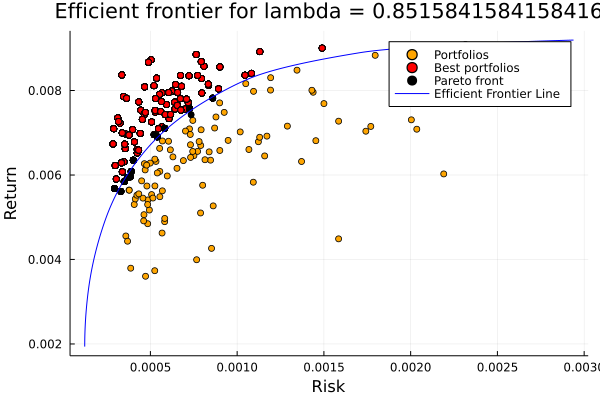 Efficient frontier for lambda = 0.8515841584158416
Portfolios
Best portfolios
Pareto front
Efficient Frontier Line
Return
0.008
0.006
0.004
0.002
0.0005
0.0010
0.0015
0.0020
0.0025
0.0030
Risk